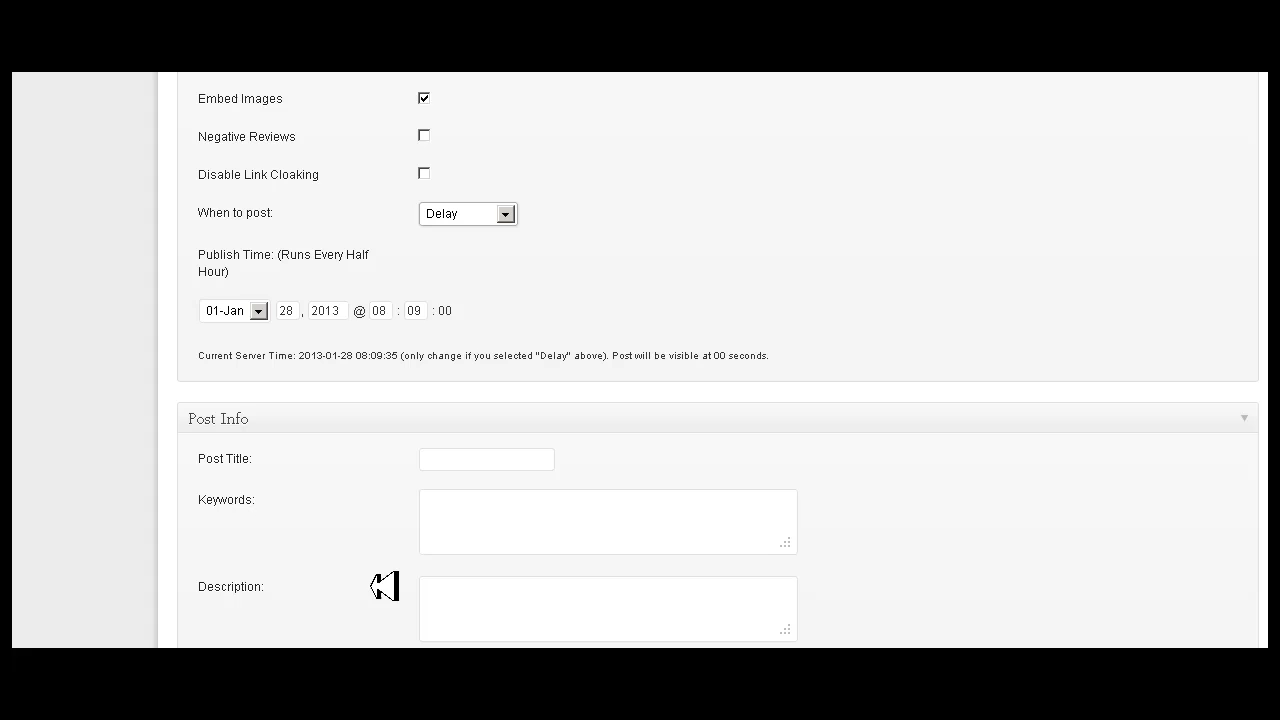 Embed Images
Negative Reviews
Disable Link Cloaking
When to post: Delay
Publish Time: (Runs Every Half
Hour)
01-Jan 28 , 2013 @ 08 : 09 : 00
Current Server Time: 2013-01-28 08:09:35 (only change if you selected "Delay" above). Post will be visible at 00 seconds.
Post Info
Post Title:
Keywords:
Description: